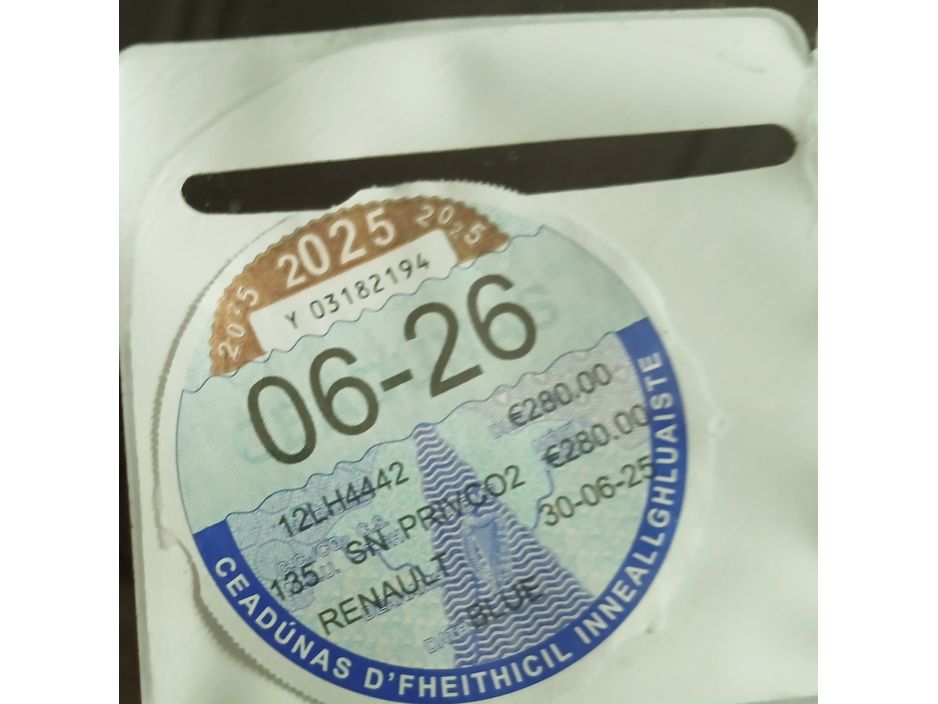 2025 2025 2025
Y 03182194
06-26
€280.00
12LH4442 €280.00
135 SN PRIVCO2 30-06-25
RENAULT
BLUE
CEADÚNAS D'FHEITHICIL INNEALLGHLUAISTE